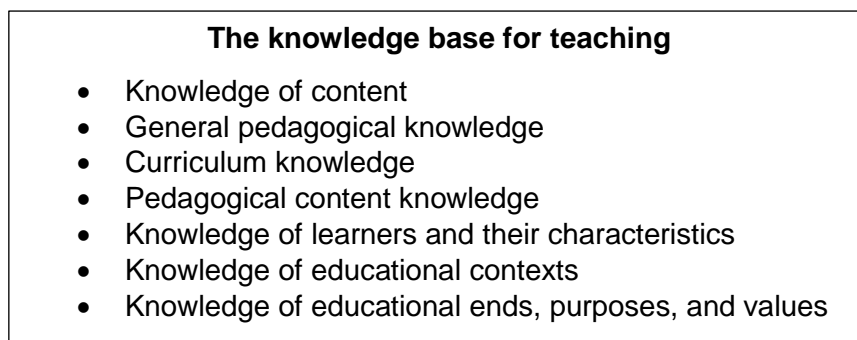 The knowledge base for teaching
• Knowledge of content
• General pedagogical knowledge
• Curriculum knowledge
• Pedagogical content knowledge
• Knowledge of learners and their characteristics
• Knowledge of educational contexts
• Knowledge of educational ends, purposes, and values